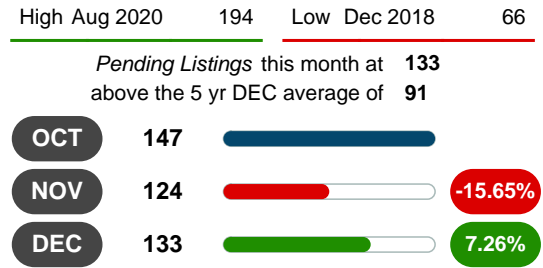 High Aug 2020 194 Low Dec 2018 66
Pending Listings this month at 133
above the 5 yr DEC average of 91
OCT 147
NOV 124 -15.65%
DEC 133 7.26%